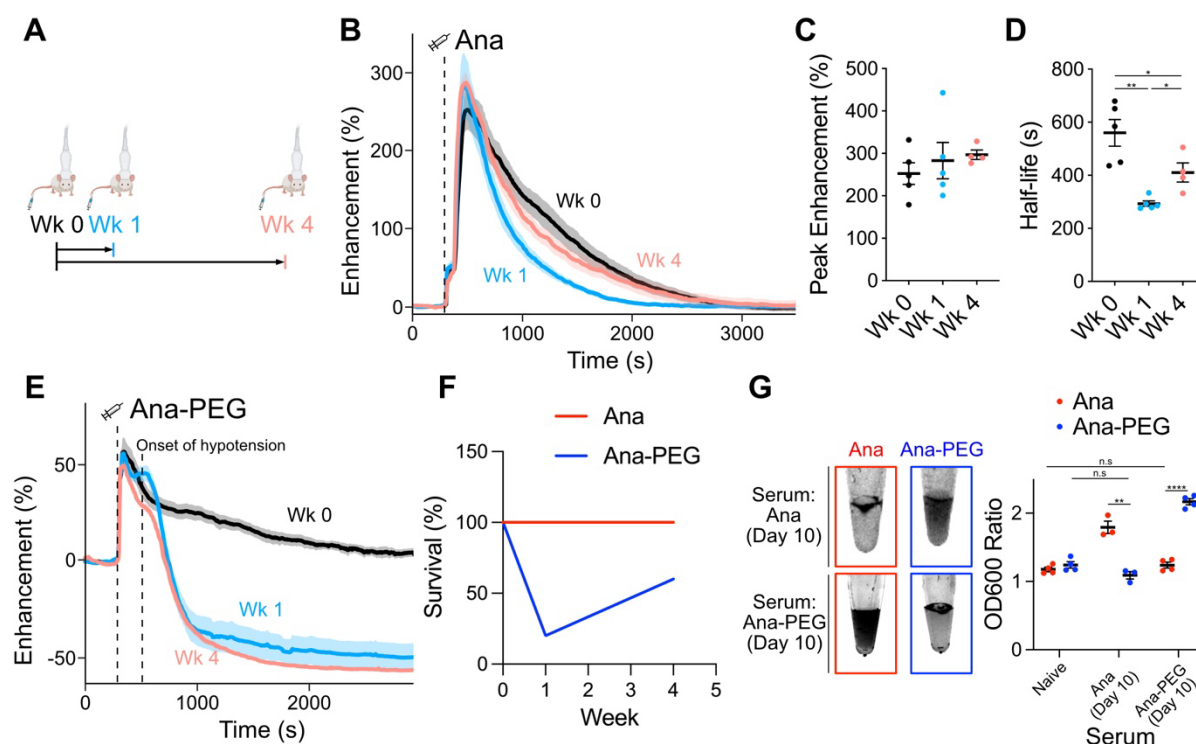 A
Wk 0 Wk 1
Wk 4
B
Ana
Enhancement (%)
300
200
100
0
Wk 0
Wk 4
Wk 1
0
1000
2000
3000
Time (s)
C
Peak Enhancement (%)
500
400
300
200
100
0
Wk 0
Wk 1
Wk 4
D
Half-life (s)
800
600
400
200
0
*
** *
Wk 0
Wk 1
Wk 4
E
Ana-PEG
Onset of hypotension
Enhancement (%)
50
0
-50
Wk 0
Wk 1
Wk 4
0
1000
2000
Time (s)
F
Ana
Ana-PEG
Survival (%)
150
100
50
0
0 1 2 3 4 5
Week
G
Ana
Ana-PEG
Serum:
Ana
(Day 10)
Serum:
Ana-PEG
(Day 10)
Ana
Ana-PEG
n.s
n.s
**
****
OD600 Ratio
2
1
0
Naive
Ana
(Day 10)
Ana-PEG
(Day 10)
Serum